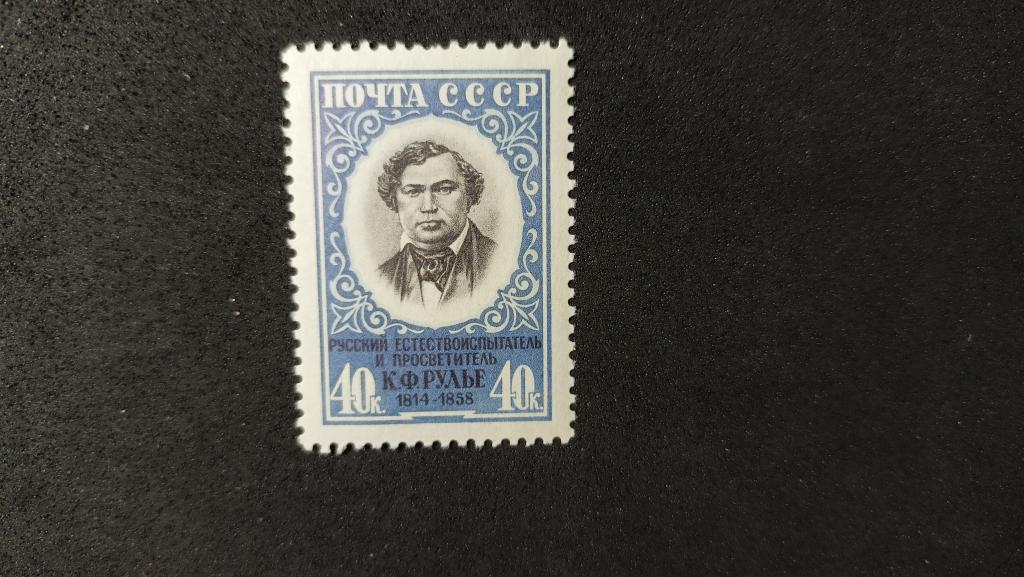 ПОЧТА СССР
РУССКИЙ ЕСТЕСТВОИСПЫТАТЕЛЬ
И ПРОСВЕТИТЕЛЬ
40к. К.Ф.РУЛЬЕ 40к.
1814-1858